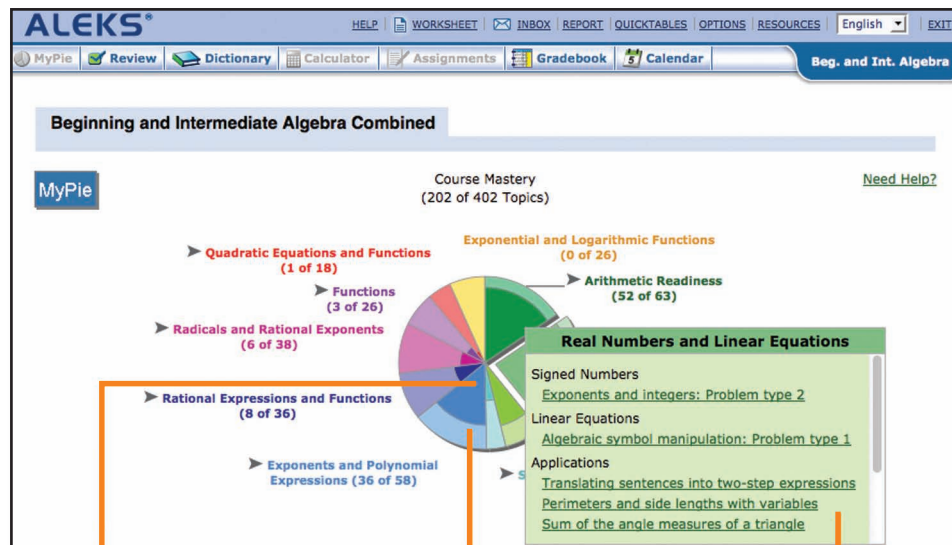 ALEKS®
HELP | WORKSHEET | INBOX | REPORT | QUICKTABLES | OPTIONS | RESOURCES | English | EXIT
MyPie Review Dictionary Calculator Assignments Gradebook 5 Calendar Beg. and Int. Algebra
Beginning and Intermediate Algebra Combined
MyPie
Course Mastery
(202 of 402 Topics)
Need Help?
Exponential and Logarithmic Functions
(0 of 26)
Quadratic Equations and Functions
(1 of 18)
Arithmetic Readiness
(52 of 63)
Functions
(3 of 26)
Radicals and Rational Exponents
(6 of 38)
Rational Expressions and Functions
(8 of 36)
Exponents and Polynomial
Expressions (36 of 58)
S
Real Numbers and Linear Equations
Signed Numbers
Exponents and integers: Problem type 2
Linear Equations
Algebraic symbol manipulation: Problem type 1
Applications
Translating sentences into two-step expressions
Perimeters and side lengths with variables
Sum of the angle measures of a triangle